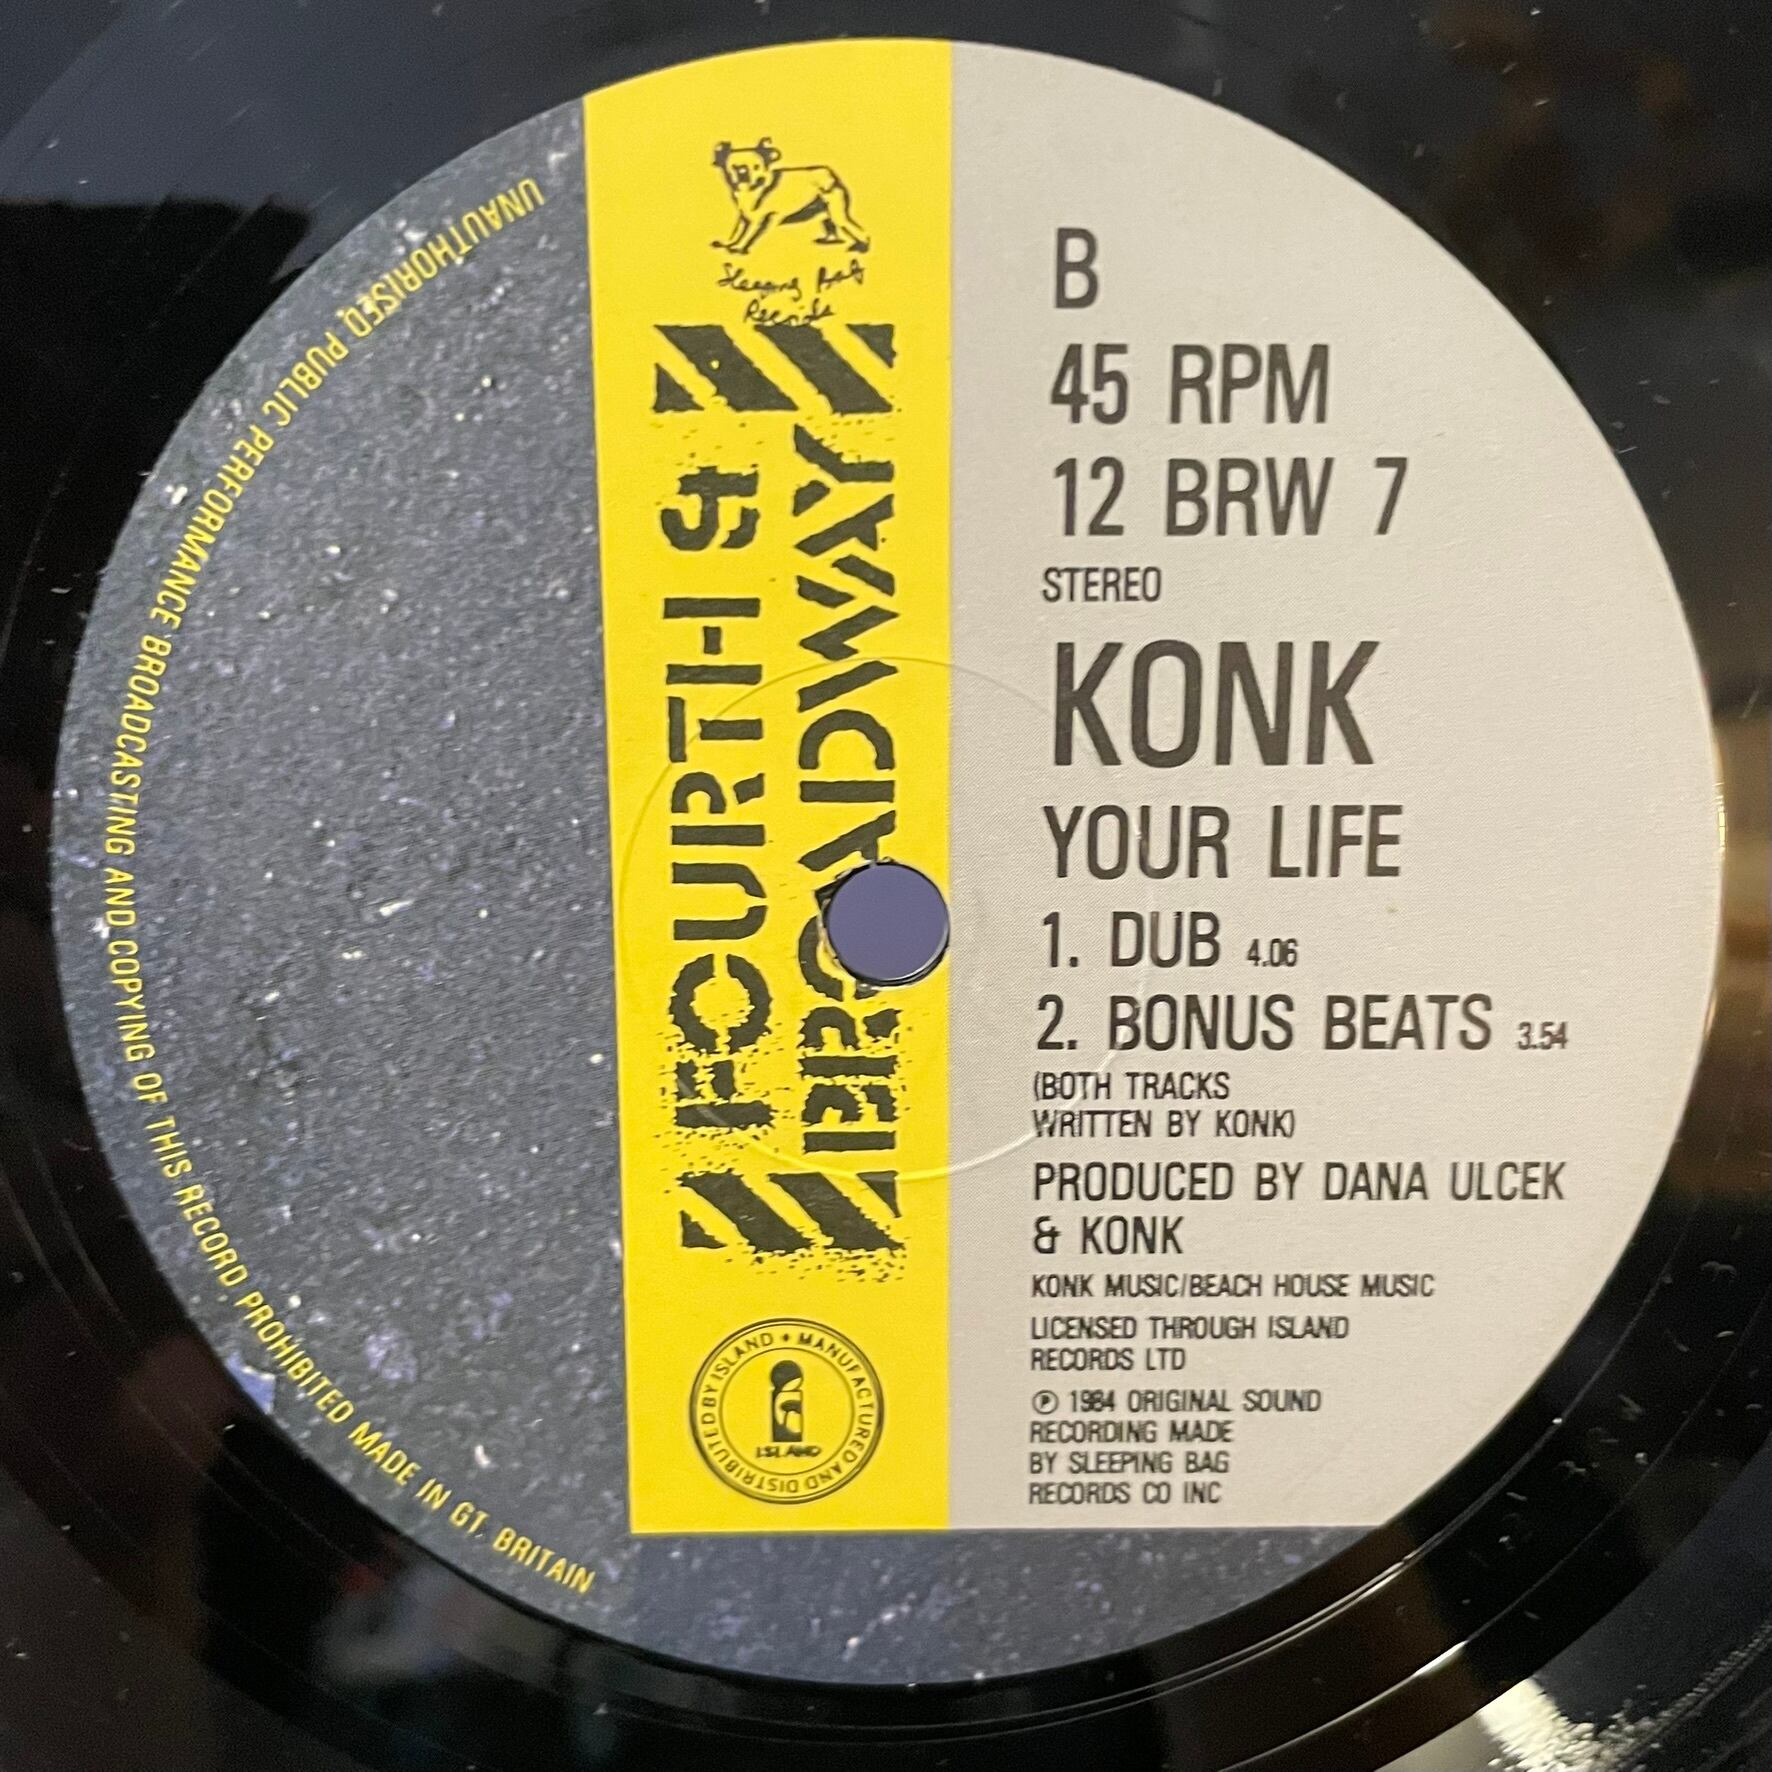 UNAUTHORISED PUBLIC PERFORMANCE BROADCASTING AND COPYING OF THIS RECORD PROHIBITED MADE IN GT. BRITAIN
Sleeping Bag
Records
FOURTH &
BROADWAY
MANUFACTURED AND DISTRIBUTED BY ISLAND •
ISLAND
B
45 RPM
12 BRW 7
STEREO
KONK
YOUR LIFE
1. DUB 4.06
2. BONUS BEATS 3.54
(BOTH TRACKS
WRITTEN BY KONK)
PRODUCED BY DANA ULCEK
& KONK
KONK MUSIC/BEACH HOUSE MUSIC
LICENSED THROUGH ISLAND
RECORDS LTD
℗ 1984 ORIGINAL SOUND
RECORDING MADE
BY SLEEPING BAG
RECORDS CO INC